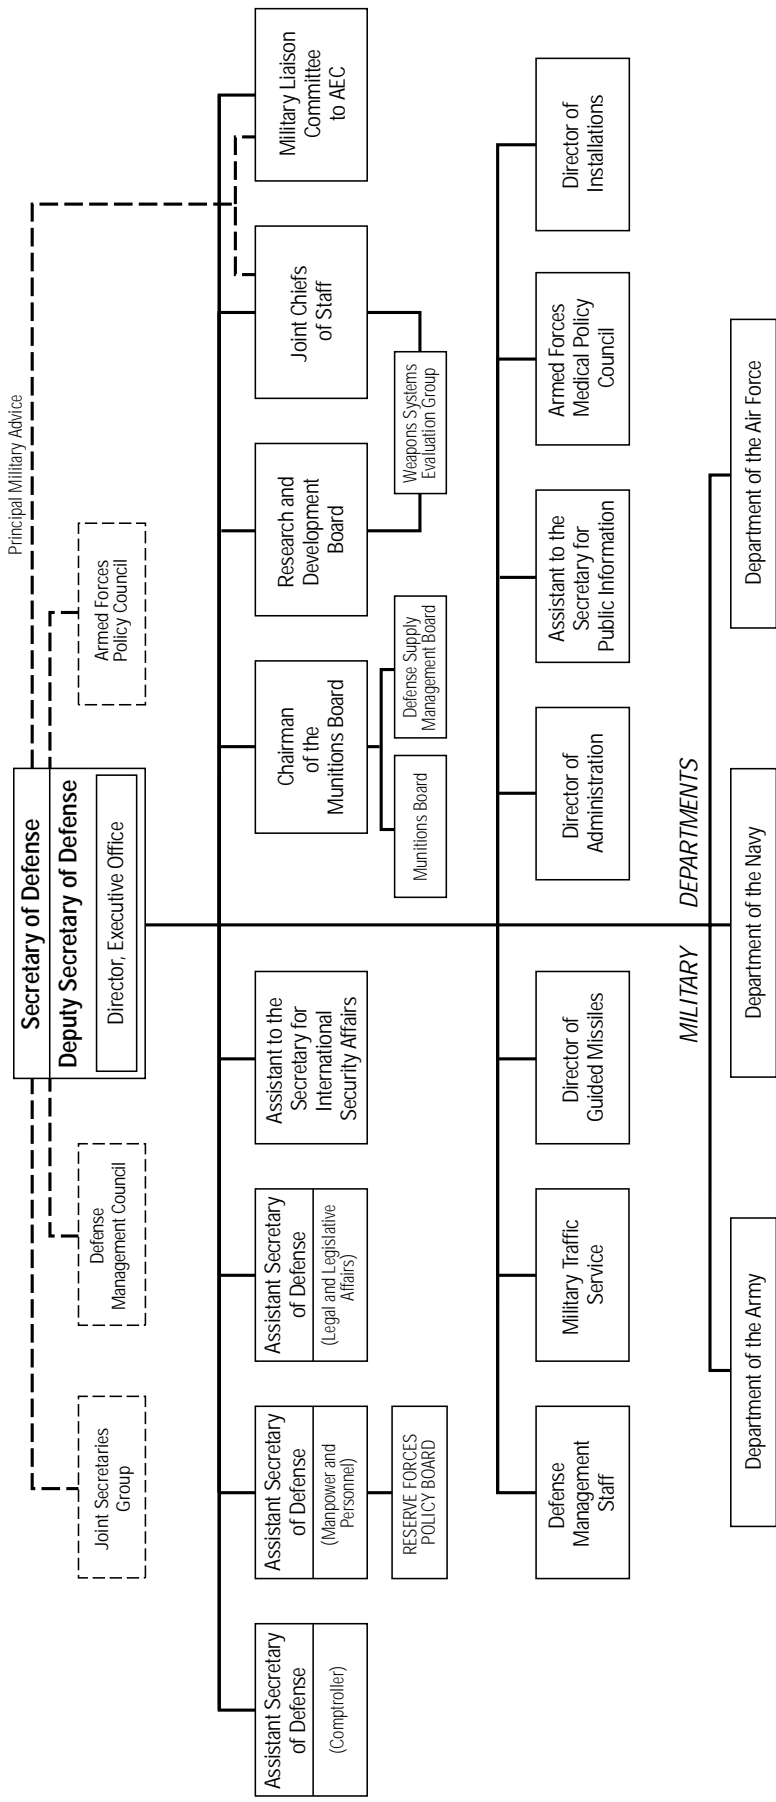 Principal Military Advice
Secretary of Defense
Deputy Secretary of Defense
Director, Executive Office
Joint Secretaries
Group
Defense
Management Council
Armed Forces
Policy Council
Assistant Secretary
of Defense
(Comptroller)
Assistant Secretary
of Defense
(Manpower and
Personnel)
RESERVE FORCES
POLICY BOARD
Assistant Secretary
of Defense
(Legal and Legislative
Affairs)
Assistant to the
Secretary for
International
Security Affairs
Chairman
of the
Munitions Board
Munitions Board
Defense Supply
Management Board
Research and
Development
Board
Joint Chiefs
of Staff
Weapons Systems
Evaluation Group
Military Liaison
Committee
to AEC
Defense
Management
Staff
Military Traffic
Service
Director of
Guided Missiles
Director of
Administration
Assistant to the
Secretary for
Public Information
Armed Forces
Medical Policy
Council
Director of
Installations
MILITARY DEPARTMENTS
Department of the Army
Department of the Navy
Department of the Air Force